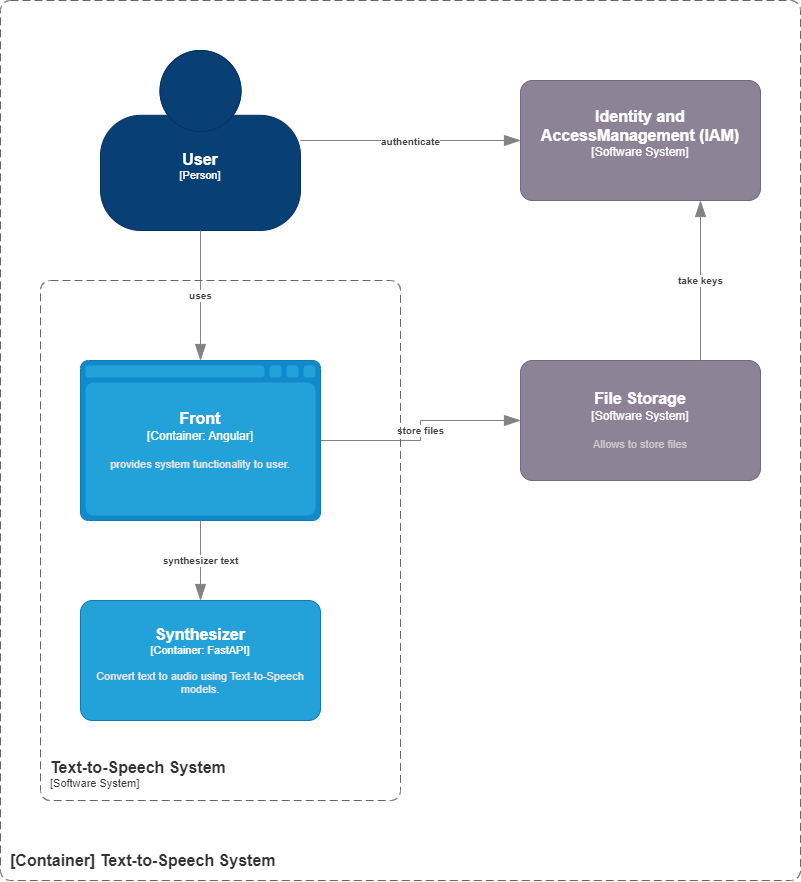 User
[Person]
authenticate
Identity and
AccessManagement (IAM)
[Software System]
uses
take keys
Front
[Container: Angular]
provides system functionality to user.
store files
File Storage
[Software System]
Allows to store files
synthesizer text
Synthesizer
[Container: FastAPI]
Convert text to audio using Text-to-Speech
models.
Text-to-Speech System
[Software System]
[Container] Text-to-Speech System